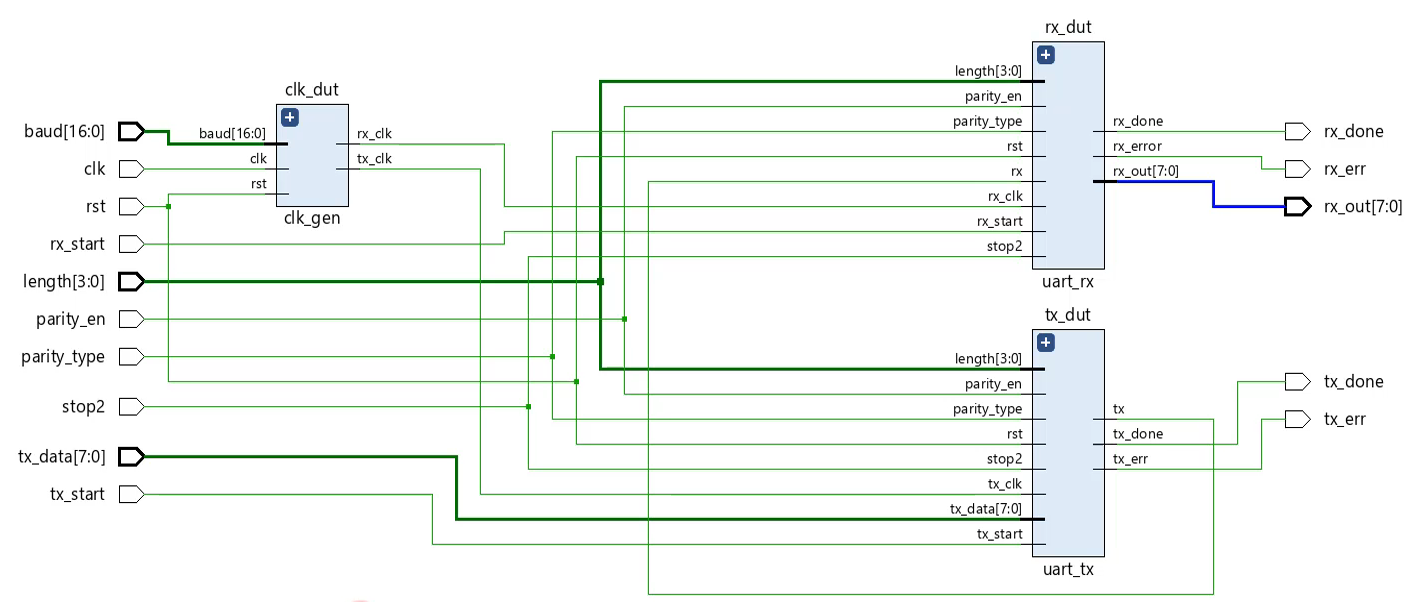 baud[16:0]
clk
rst
rx_start
length[3:0]
parity_en
parity_type
stop2
tx_data[7:0]
tx_start
clk_dut
baud[16:0]
clk
rst
rx_clk
tx_clk
clk_gen
rx_dut
length[3:0]
parity_en
parity_type
rst
rx
rx_clk
rx_start
stop2
rx_done
rx_error
rx_out[7:0]
uart_rx
tx_dut
length[3:0]
parity_en
parity_type
rst
stop2
tx_clk
tx_data[7:0]
tx_start
tx
tx_done
tx_err
uart_tx
rx_done
rx_err
rx_out[7:0]
tx_done
tx_err